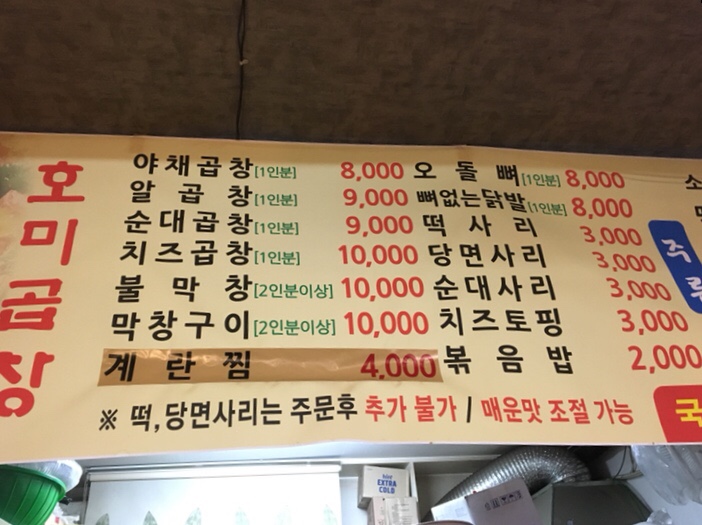 호미곱창
야채곱창[1인분] 8,000
알곱창[1인분] 9,000
순대곱창[1인분] 9,000
치즈곱창[1인분] 10,000
불막창[2인분이상] 10,000
막창구이[2인분이상] 10,000
계란찜 4,000
오돌뼈[1인분] 8,000
뼈없는닭발[1인분] 8,000
떡사리 3,000
당면사리 3,000
순대사리 3,000
치즈토핑 3,000
볶음밥 2,000
※ 떡,당면사리는 주문후 추가 불가 / 매운맛 조절 가능
소
주
국
EXTRA
COLD